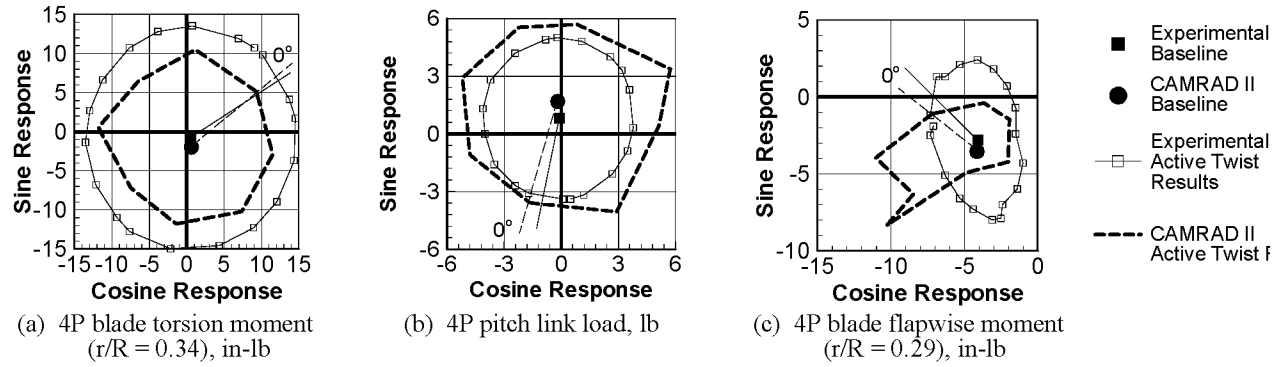 15
10
5
0
-5
-10
-15
-15 -10 -5 0 5 10 15
Sine Response
Cosine Response
0°
(a) 4P blade torsion moment
(r/R = 0.34), in-lb
6
3
0
-3
-6
-6 -3 0 3 6
Sine Response
Cosine Response
0°
(b) 4P pitch link load, lb
5
0
-5
-10
-15 -10 -5 0
Sine Response
Cosine Response
0°
(c) 4P blade flapwise moment
(r/R = 0.29), in-lb
Experimental
Baseline
CAMRAD II
Baseline
Experimental
Active Twist
Results
CAMRAD II
Active Twist